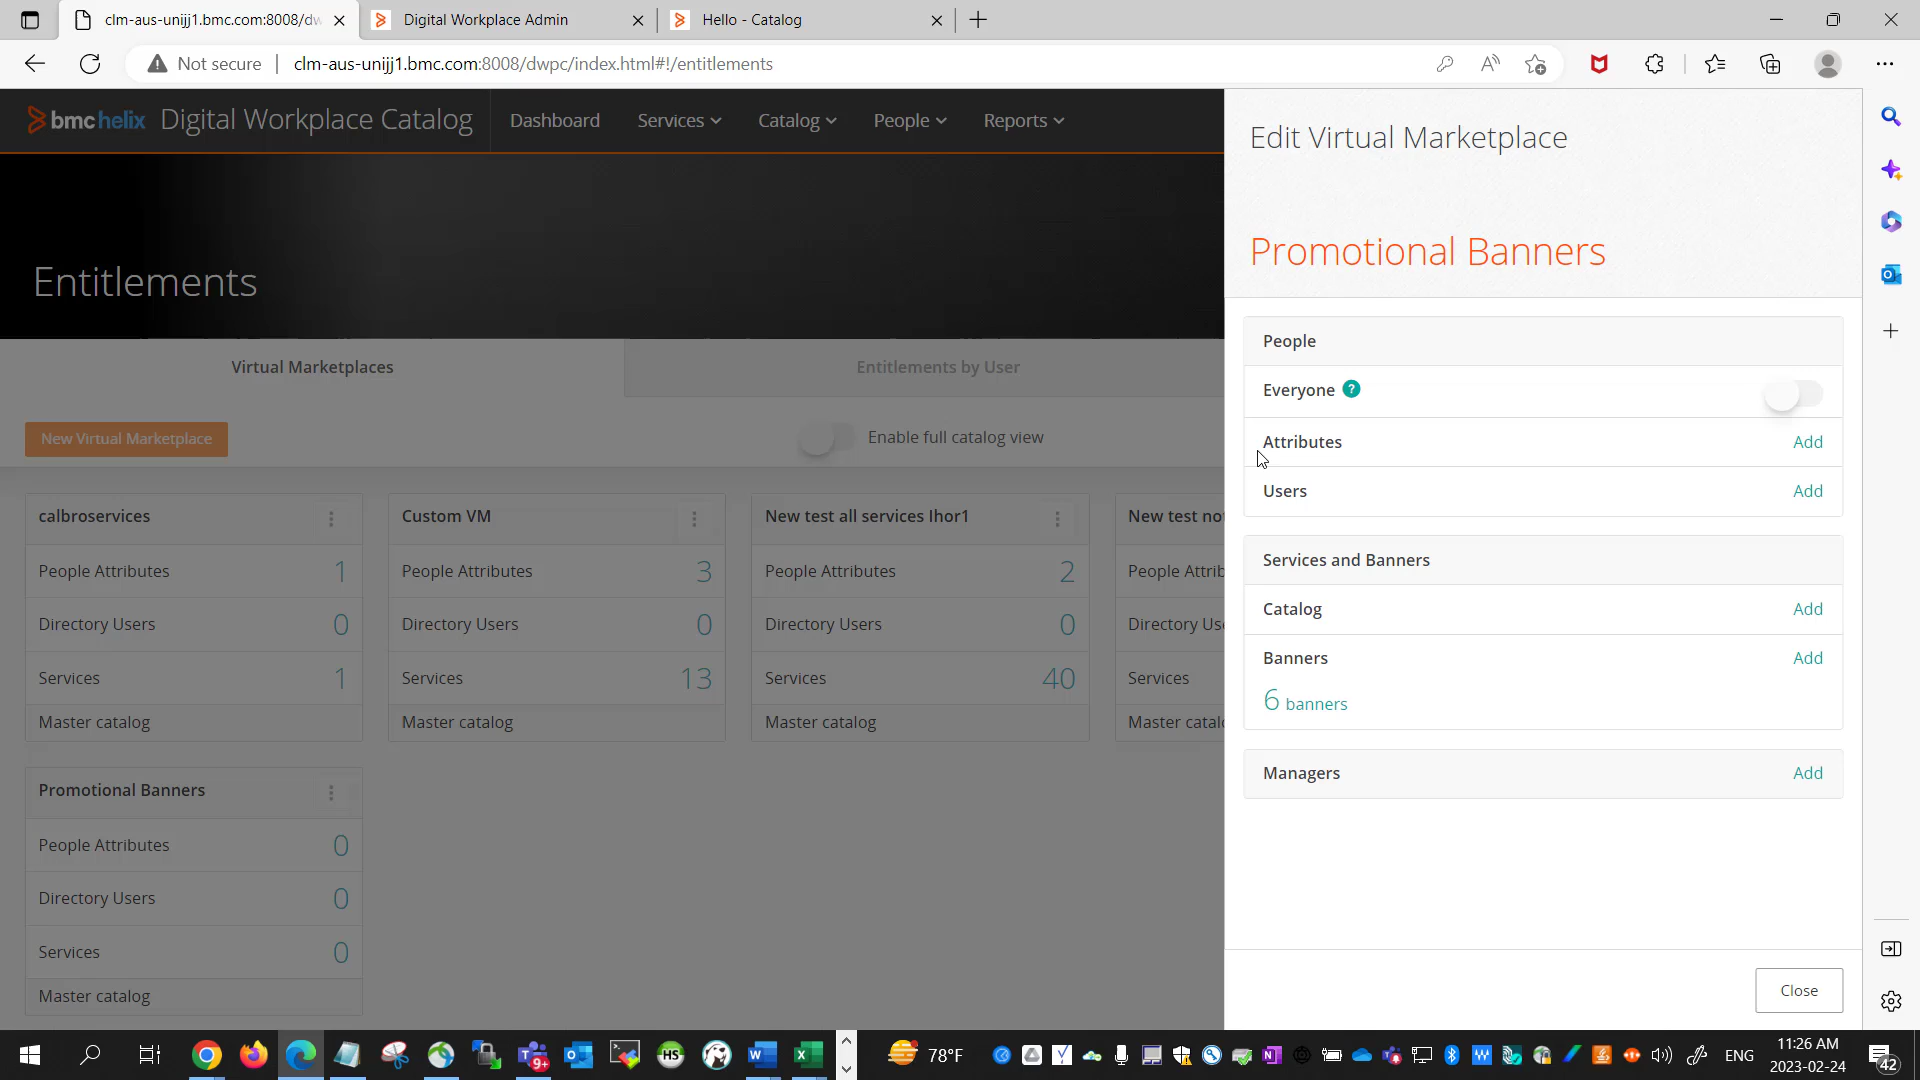 clm-aus-unijj1.bmc.com:8008/dw
Digital Workplace Admin
Hello - Catalog
Not secure
clm-aus-unijj1.bmc.com:8008/dwpc/index.html#!/entitlements
bmchelix Digital Workplace Catalog
Dashboard
Services
Catalog
People
Reports
Entitlements
Virtual Marketplaces
Entitlements by User
New Virtual Marketplace
Enable full catalog view
calbroservices
People Attributes 1
Directory Users 0
Services 1
Master catalog
Custom VM
People Attributes 3
Directory Users 0
Services 13
Master catalog
New test all services Ihor1
People Attributes 2
Directory Users 0
Services 40
Master catalog
New test no
People Attrib
Directory Us
Services
Master catal
Promotional Banners
People Attributes 0
Directory Users 0
Services 0
Master catalog
Edit Virtual Marketplace
Promotional Banners
People
Everyone ?
Attributes Add
Users Add
Services and Banners
Catalog Add
Banners Add
6 banners
Managers Add
Close
78°F
ENG
11:26 AM
2023-02-24
42
9+
HS